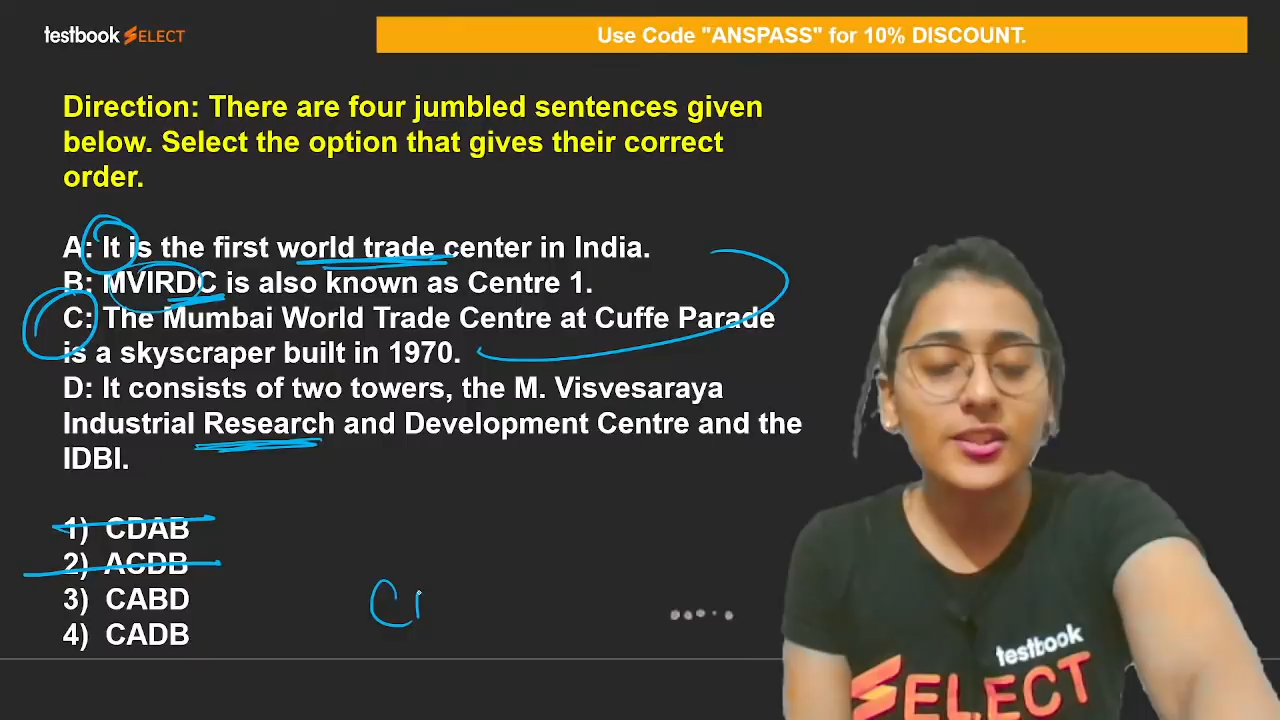 testbook SELECT
Use Code "ANSPASS" for 10% DISCOUNT.
Direction: There are four jumbled sentences given
below. Select the option that gives their correct
order.
A: It is the first world trade center in India.
B: MVIRDC is also known as Centre 1.
C: The Mumbai World Trade Centre at Cuffe Parade
is a skyscraper built in 1970.
D: It consists of two towers, the M. Visvesaraya
Industrial Research and Development Centre and the
IDBI.
1) CDAB
2) ACDB
3) CABD
4) CADB
C
testbook
SELECT